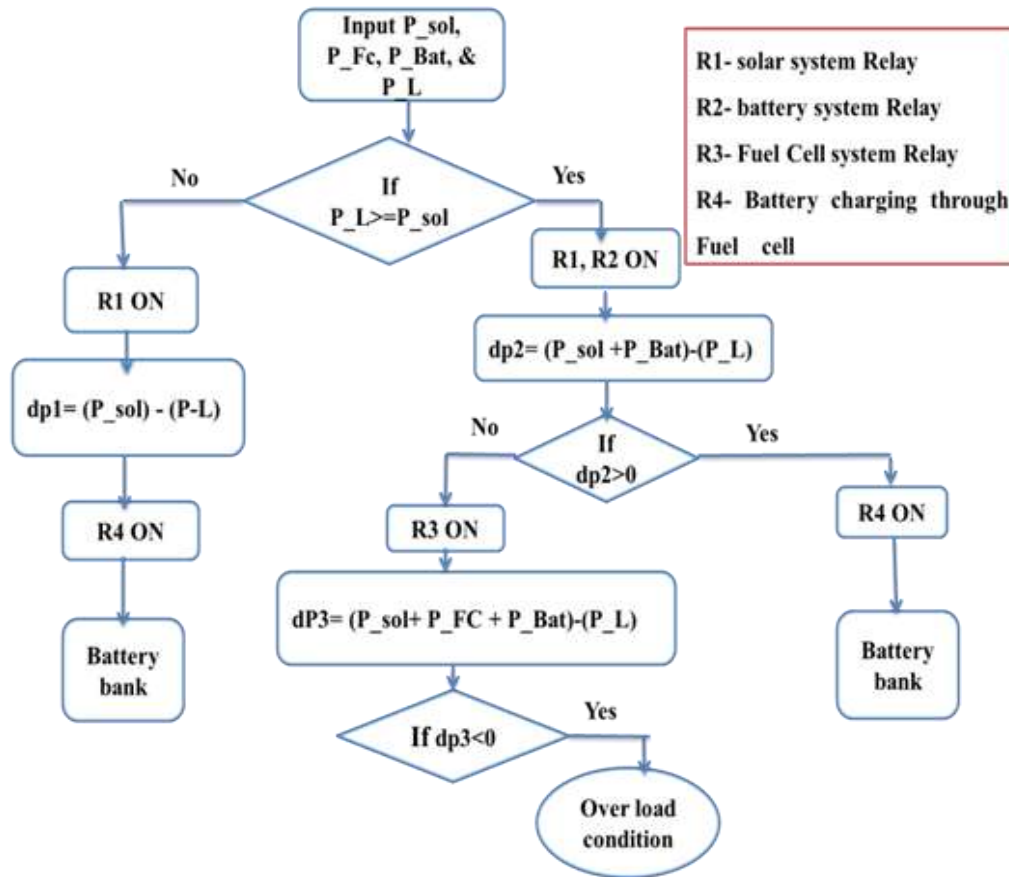 Input P_sol,
P_Fc, P_Bat, &
P_L
R1- solar system Relay
R2- battery system Relay
R3- Fuel Cell system Relay
R4- Battery charging through
Fuel cell
No
If
P_L>=P_sol
Yes
R1 ON
R1, R2 ON
dp1= (P_sol) - (P-L)
dp2= (P_sol +P_Bat)-(P_L)
No
If
dp2>0
Yes
R4 ON
R3 ON
R4 ON
dP3= (P_sol+ P_FC + P_Bat)-(P_L)
Battery
bank
Battery
bank
If dp3<0
Yes
Over load
condition